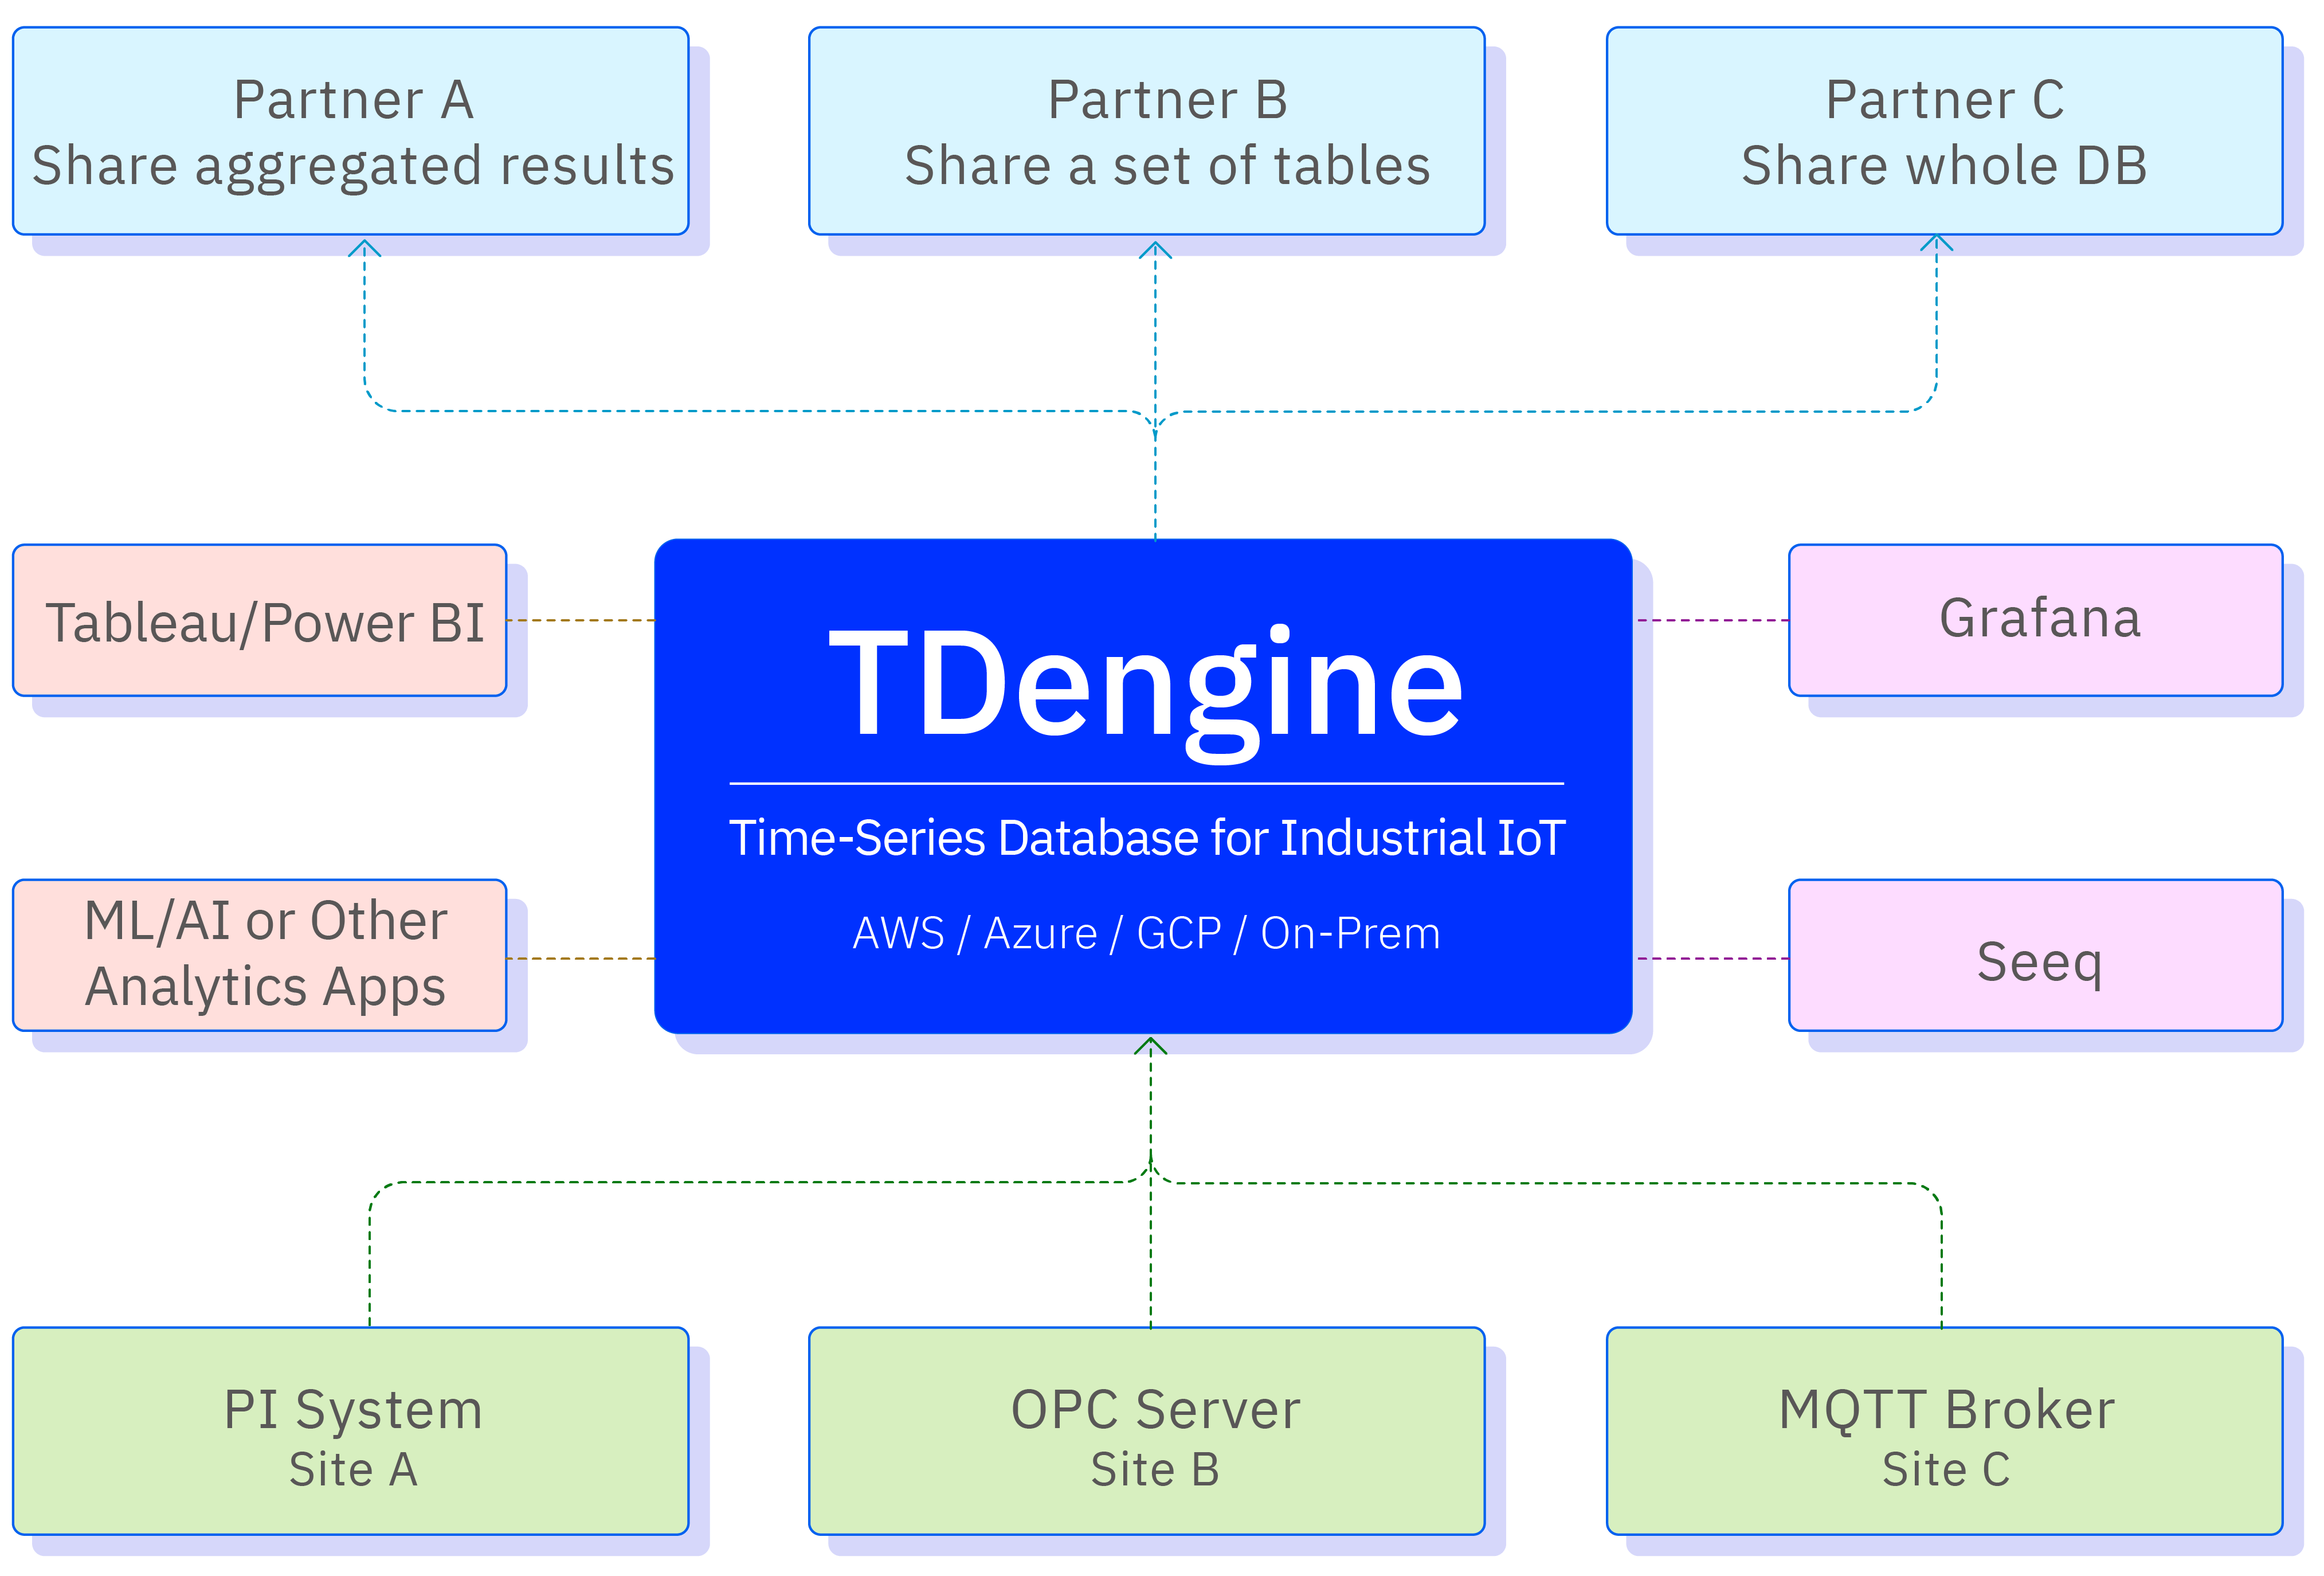 Partner A
Share aggregated results
Partner B
Share a set of tables
Partner C
Share whole DB
Tableau/Power BI
TDengine
Time-Series Database for Industrial IoT
AWS / Azure / GCP / On-Prem
Grafana
ML/AI or Other
Analytics Apps
Seeq
PI System
Site A
OPC Server
Site B
MQTT Broker
Site C